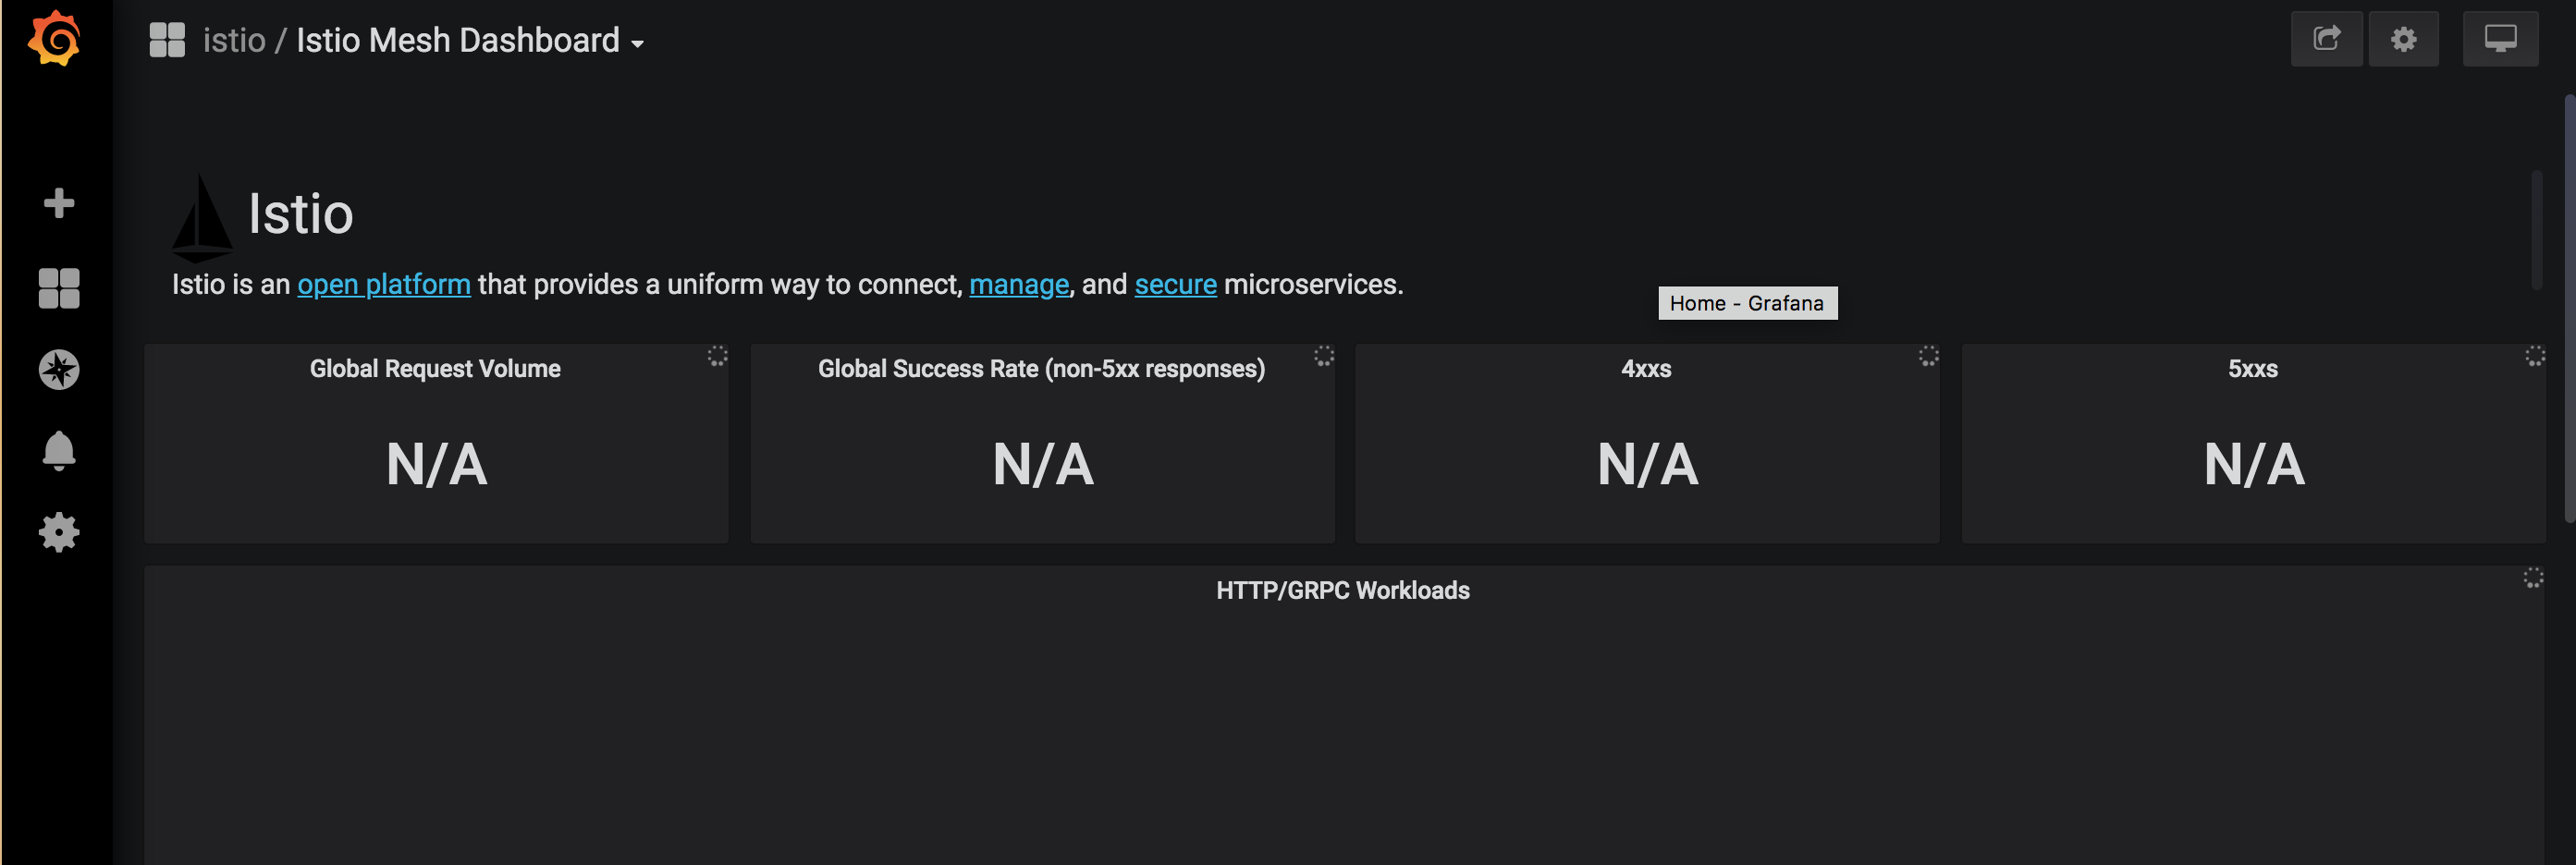 istio / Istio Mesh Dashboard
Istio
Istio is an open platform that provides a uniform way to connect, manage, and secure microservices.
Home - Grafana
Global Request Volume
N/A
Global Success Rate (non-5xx responses)
N/A
4xxs
N/A
5xxs
N/A
HTTP/GRPC Workloads